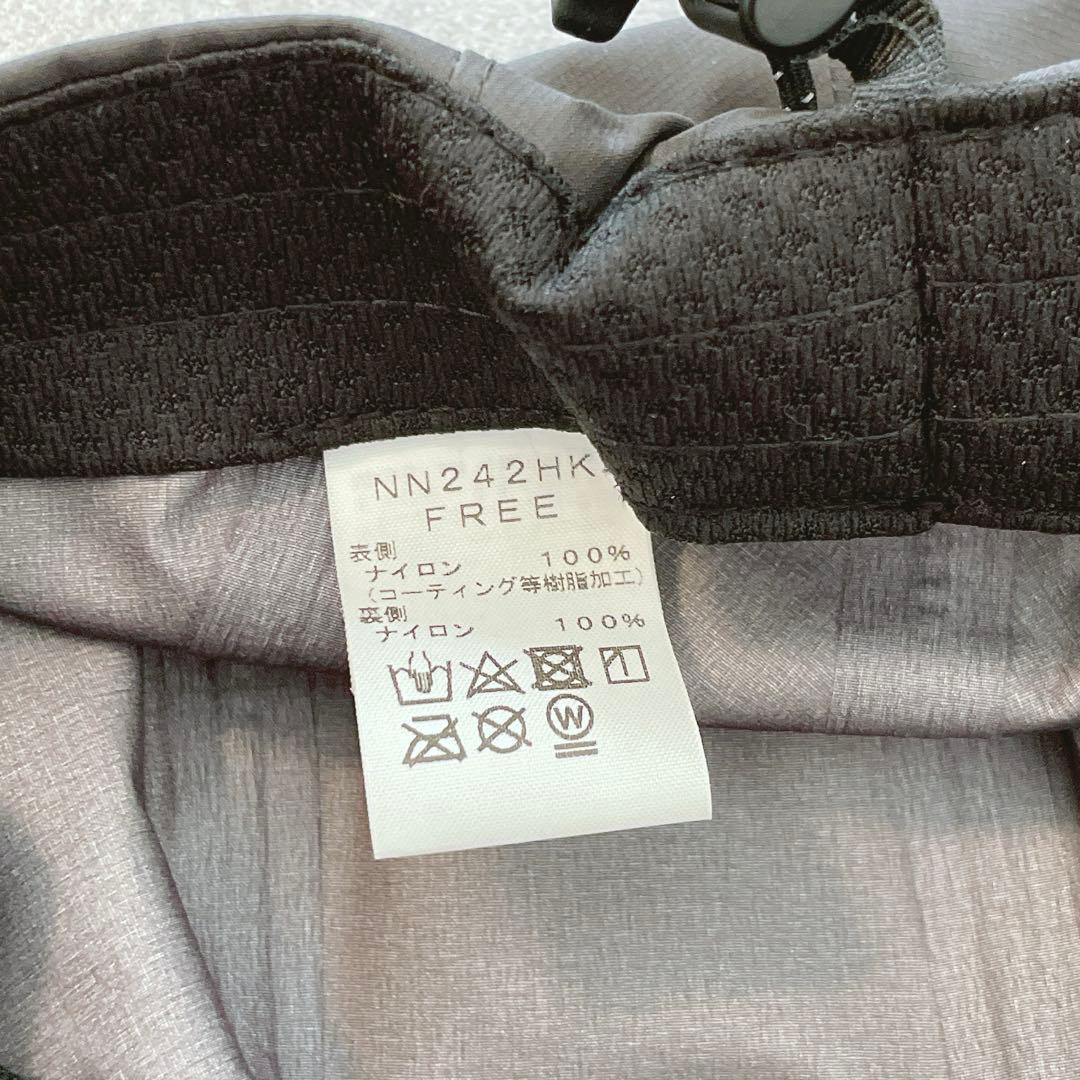 NN242HK
FREE
表側
ナイロン 100%
(コーティング等樹脂加工)
裏側
ナイロン 100%
W